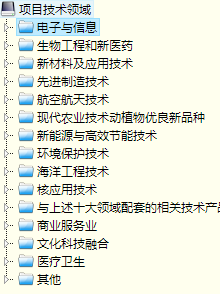 项目技术领域
电子与信息
生物工程和新医药
新材料及应用技术
先进制造技术
航空航天技术
现代农业技术动植物优良新品种
新能源与高效节能技术
环境保护技术
海洋工程技术
核应用技术
与上述十大领域配套的相关技术产
商业服务业
文化科技融合
医疗卫生
其他